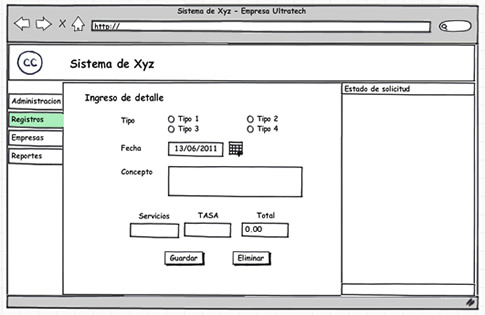 Sistema de Xyz - Empresa Ultratech
http://
CC
Sistema de Xyz
Administracion
Registros
Empresas
Reportes
Ingreso de detalle
Tipo
Tipo 1
Tipo 2
Tipo 3
Tipo 4
Fecha
13/06/2011
Concepto
Servicios
TASA
Total
0.00
Guardar
Eliminar
Estado de solicitud